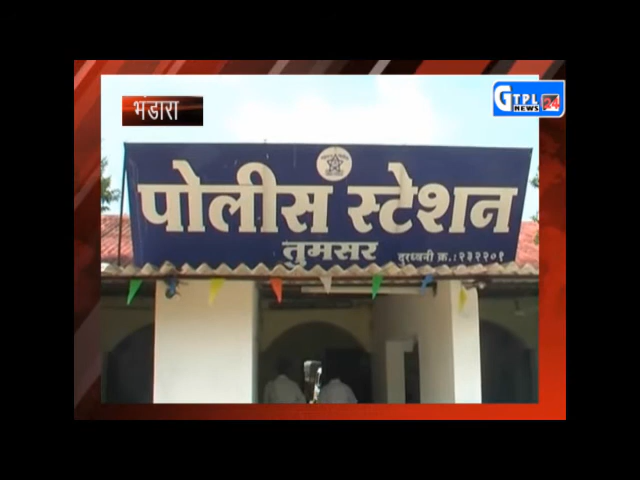 भंडारा
GTPL
NEWS 24
पोलीस स्टेशन
तुमसर
दुरध्वनी क्र.: २३२२०१